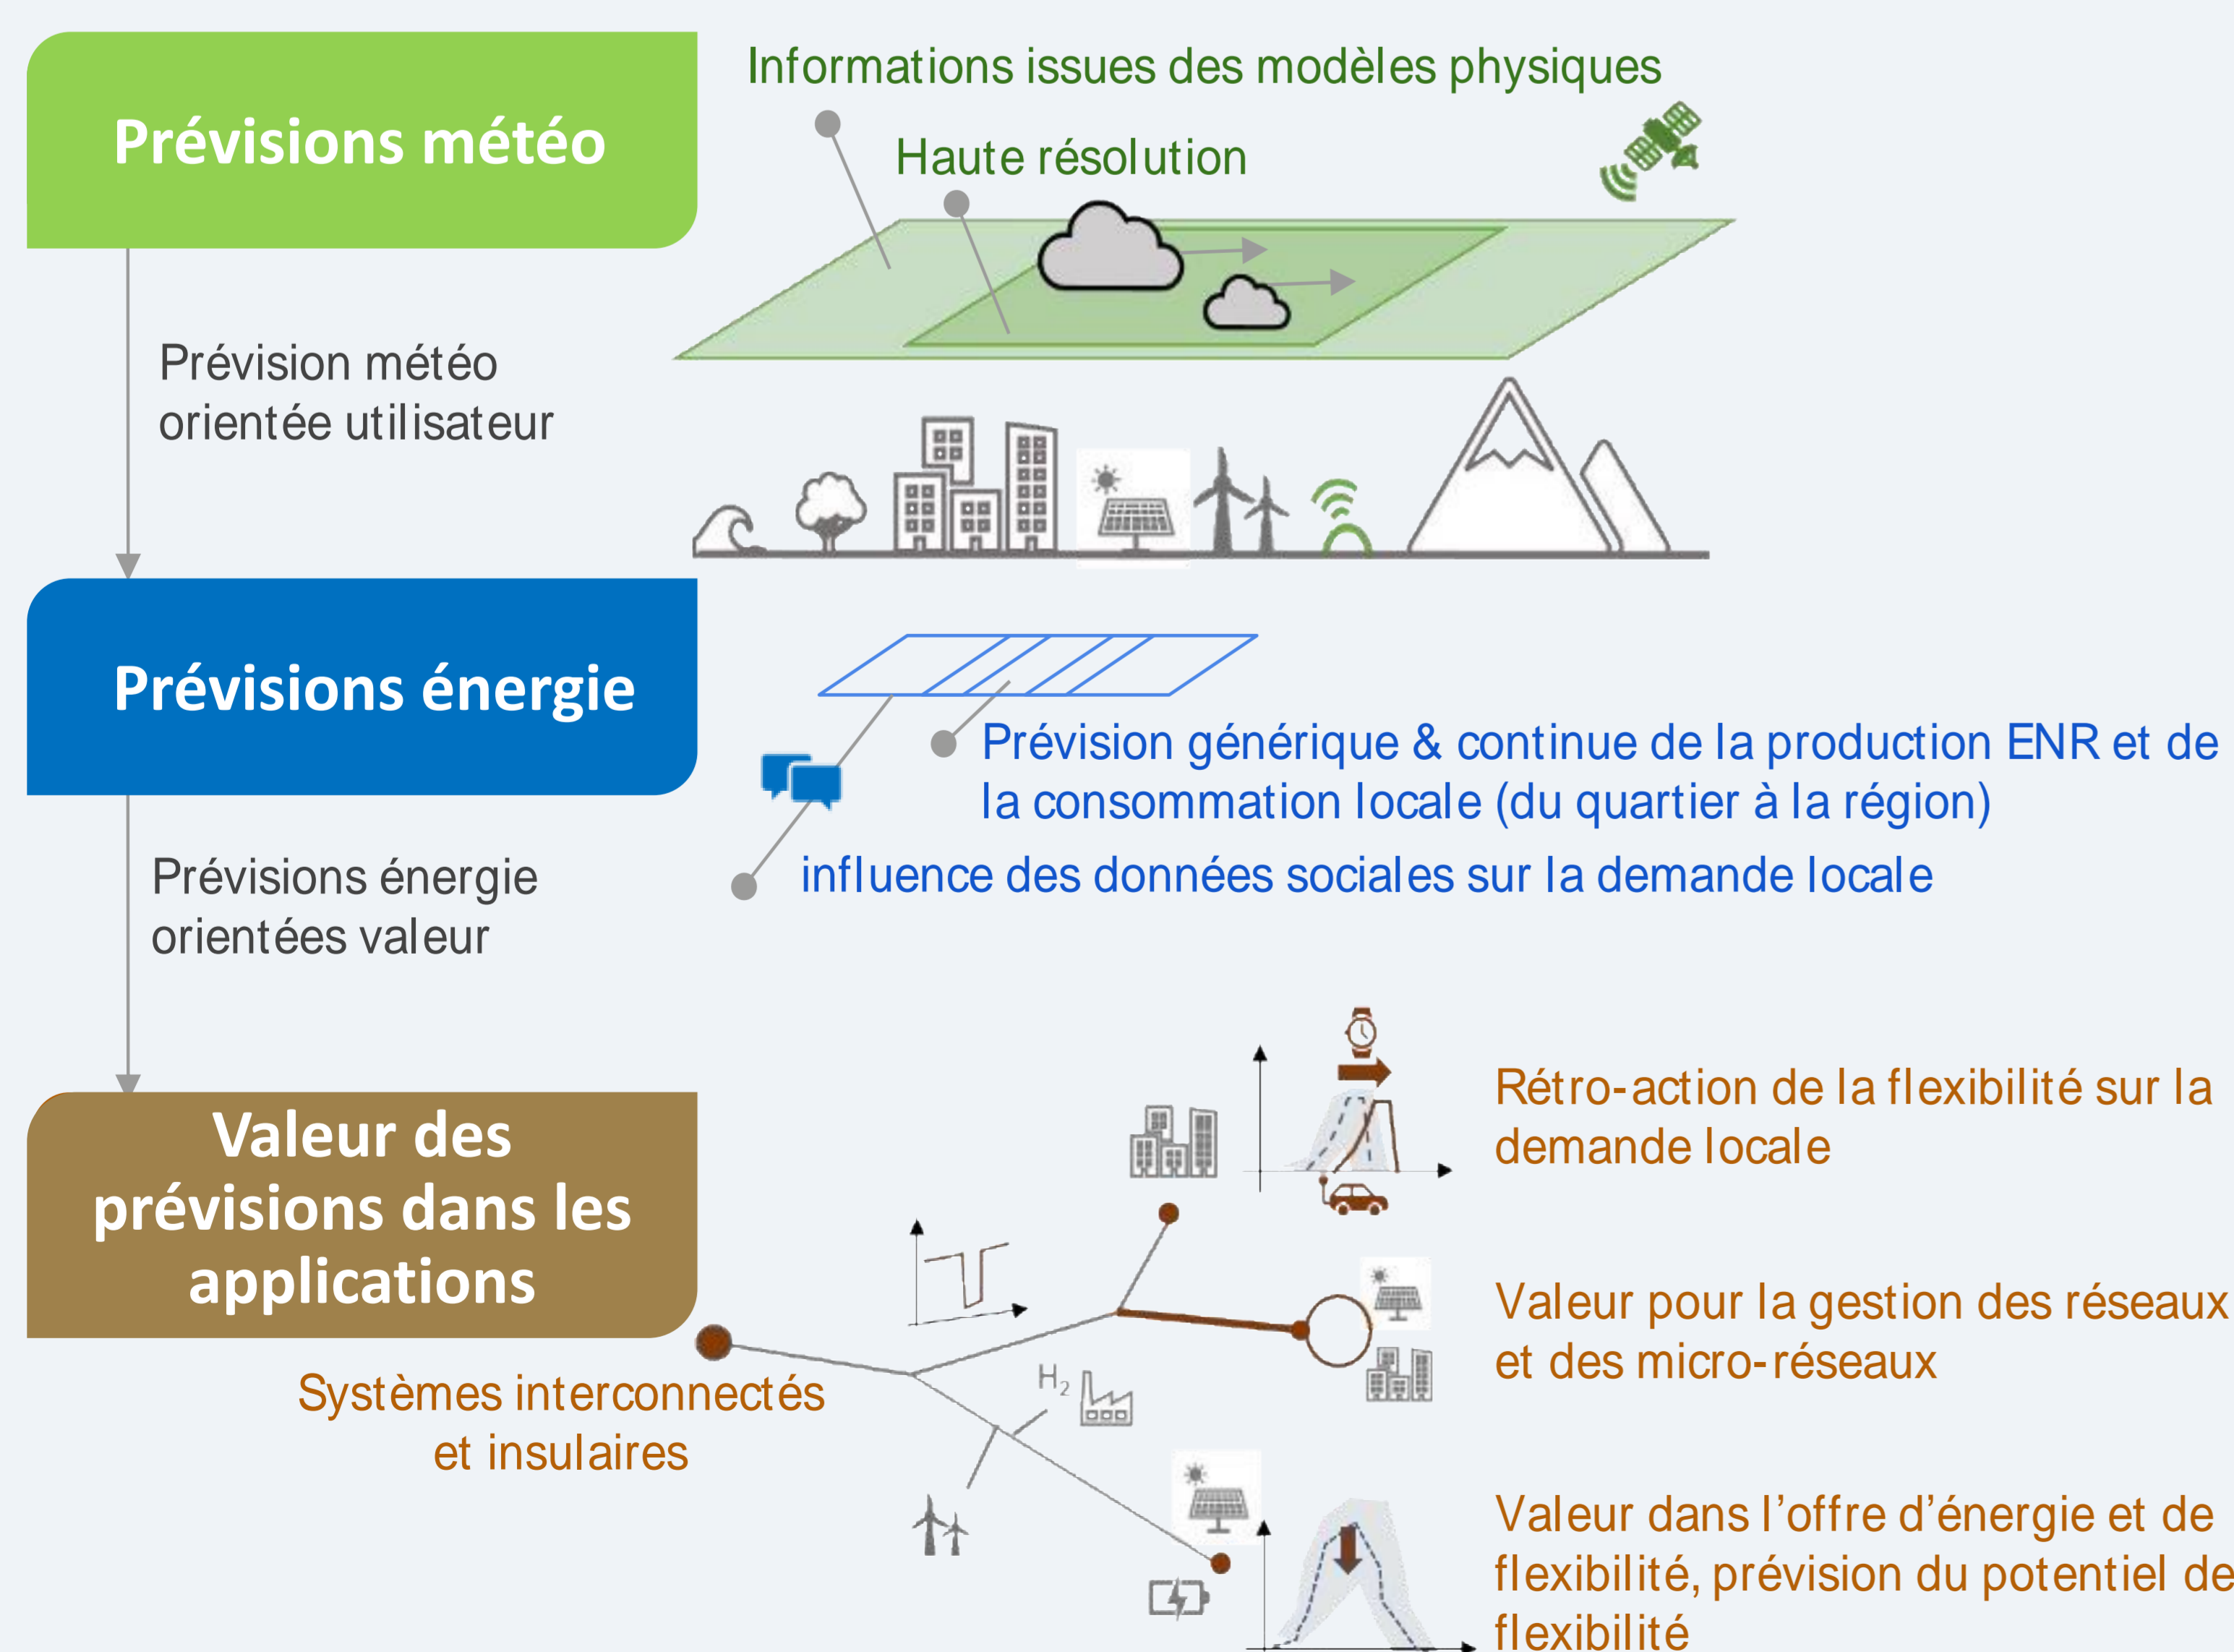 Prévisions météo
Informations issues des modèles physiques
Haute résolution
Prévision météo
orientée utilisateur
Prévisions énergie
Prévision générique & continue de la production ENR et de
la consommation locale (du quartier à la région)
influence des données sociales sur la demande locale
Prévisions énergie
orientées valeur
Valeur des
prévisions dans les
applications
Systèmes interconnectés
et insulaires
H₂
Rétro-action de la flexibilité sur la
demande locale
Valeur pour la gestion des réseaux
et des micro-réseaux
Valeur dans l’offre d’énergie et de
flexibilité, prévision du potentiel de
flexibilité